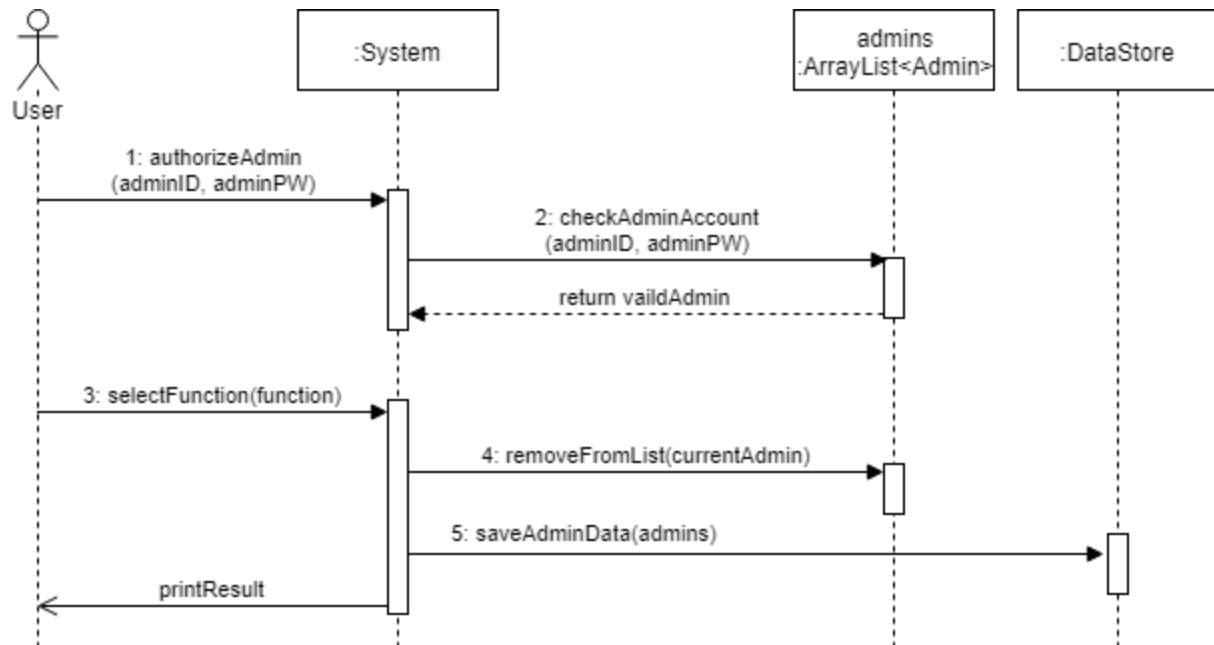 :System
admins
:ArrayList<Admin>
:DataStore
User
1: authorizeAdmin
(adminID, adminPW)
2: checkAdminAccount
(adminID, adminPW)
return vaildAdmin
3: selectFunction(function)
4: removeFromList(currentAdmin)
5: saveAdminData(admins)
printResult